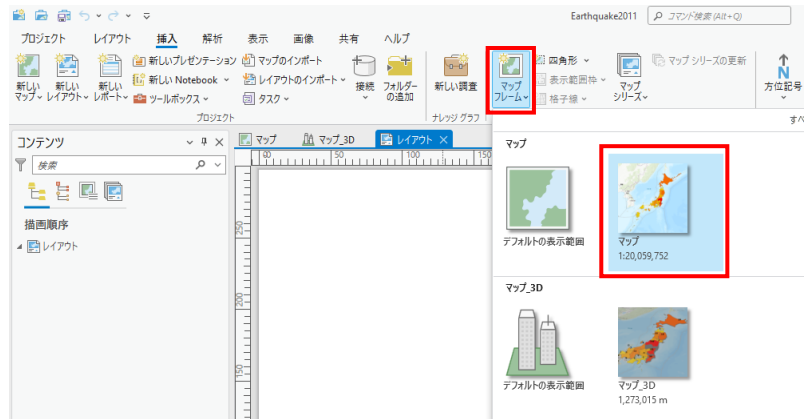 Earthquake2011
コマンド検索 (Alt+Q)
プロジェクト レイアウト 挿入 解析 表示 画像 共有 ヘルプ
新しいプレゼンテーション マップのインポート
新しい Notebook レイアウトのインポート
ツールボックス タスク
新しい
マップ
新しい
レイアウト
新しい
レポート
接続
フォルダー
の追加
新しい調査
マップ
フレーム
四角形
表示範囲枠
格子線
マップ
シリーズ
マップ シリーズの更新
N
方位記号
プロジェクト
ナレッジ グラフ
すべ
コンテンツ
検索
描画順序
レイアウト
マップ マップ_3D レイアウト
0 50 100 150
250
200
150
マップ
デフォルトの表示範囲
マップ
1:20,059,752
マップ_3D
デフォルトの表示範囲
マップ_3D
1,273,015 m